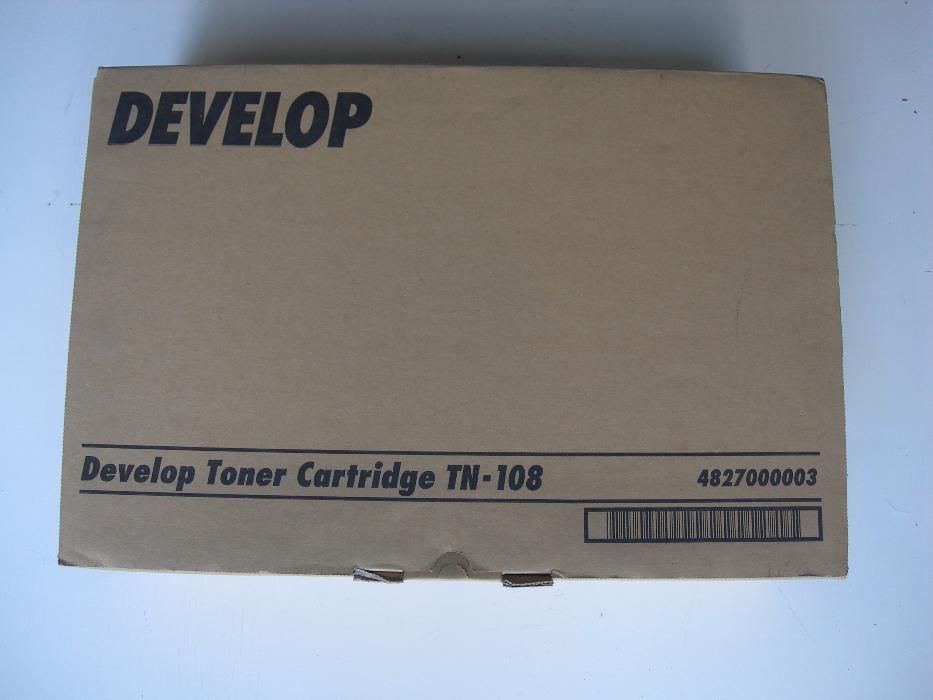 DEVELOP
Develop Toner Cartridge TN-108
4827000003